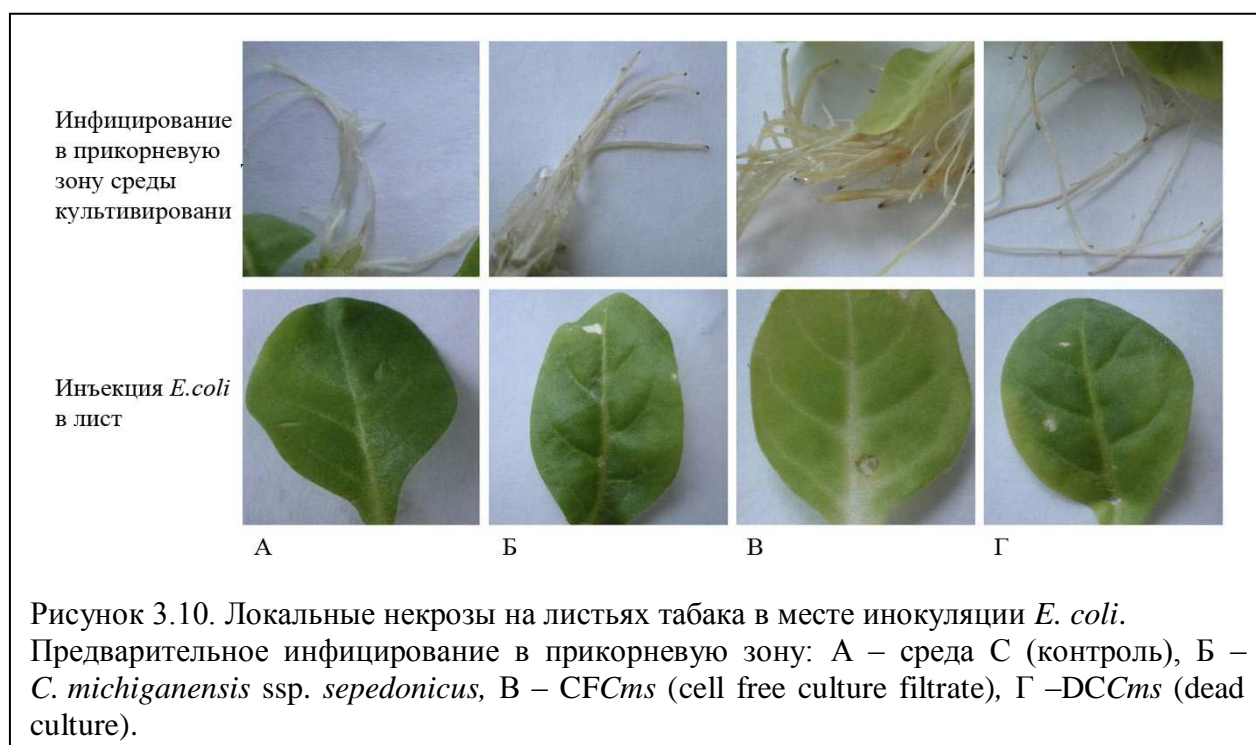 Инфицирование
в прикорневую
зону среды
культивировани
Инъекция E.coli
в лист
А
Б
В
Г
Рисунок 3.10. Локальные некрозы на листьях табака в месте инокуляции E. coli.
Предварительное инфицирование в прикорневую зону: А – среда С (контроль), Б –
C. michiganensis ssp. sepedonicus, В – CFCms (cell free culture filtrate), Г –DCCms (dead
culture).